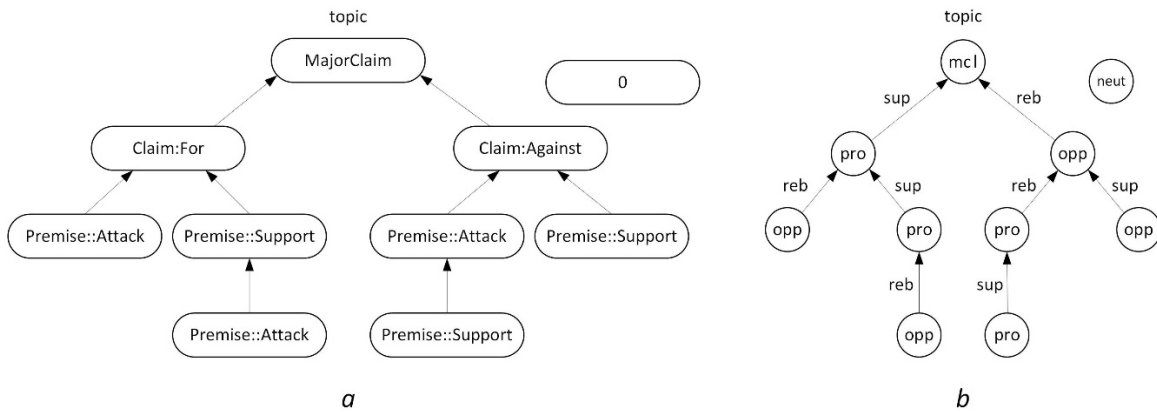 topic
MajorClaim
0
Claim:For
Claim:Against
Premise::Attack
Premise::Support
Premise::Attack
Premise::Support
Premise::Attack
Premise::Support
a
topic
mcl
neut
sup
reb
pro
opp
reb
sup
reb
sup
opp
pro
pro
opp
reb
sup
opp
pro
b